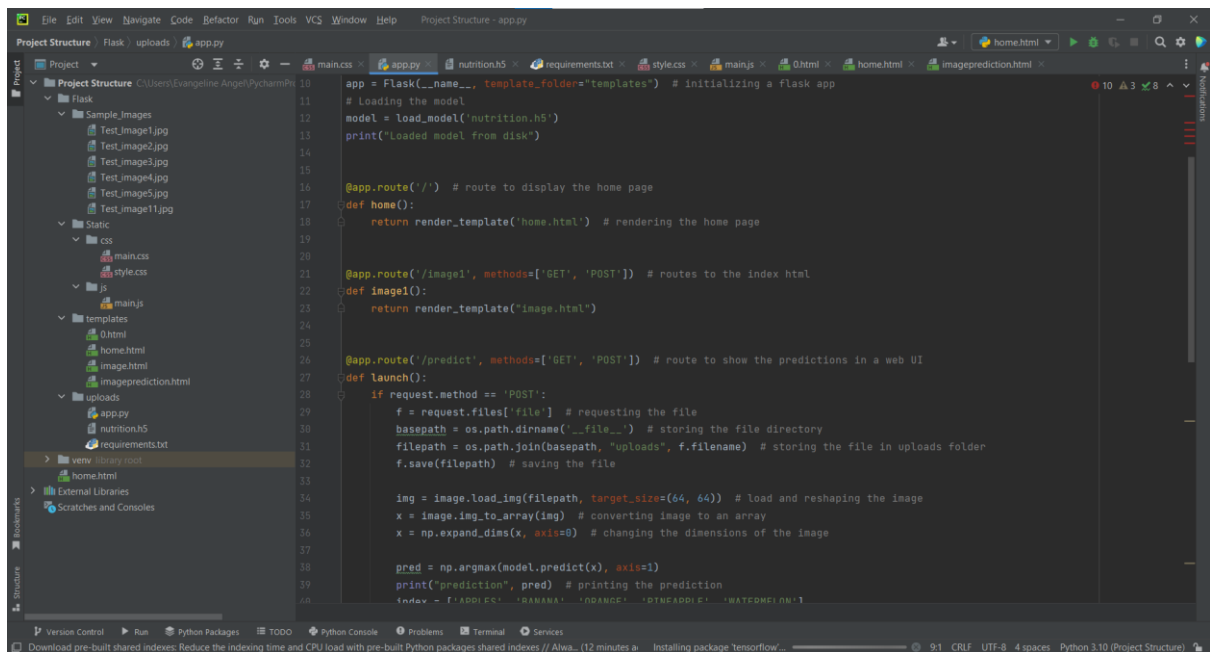 File Edit View Navigate Code Refactor Run Tools VCS Window Help Project Structure - app.py
Project Structure Flask uploads app.py home.html
Project main.css app.py nutrition.h5 requirements.txt style.css main.js 0.html home.html imageprediction.html
Project
Notifications
Project Structure C:\Users\Evangeline Angel\PycharmPro
Flask
Sample_Images
Test_Image1.jpg
Test_image2.jpg
Test_image3.jpg
Test_image4.jpg
Test_image5.jpg
Test_image11.jpg
Static
css
main.css
style.css
js
main.js
templates
0.html
home.html
image.html
imageprediction.html
uploads
app.py
nutrition.h5
requirements.txt
venv library root
home.html
External Libraries
Scratches and Consoles
Bookmarks
Structure
10 app = Flask(__name__, template_folder="templates") # initializing a flask app
10 3 8
11 # Loading the model
12 model = load_model('nutrition.h5')
13 print("Loaded model from disk")
14
15
16 @app.route('/') # route to display the home page
17 def home():
18 return render_template('home.html') # rendering the home page
19
20
21 @app.route('/image1', methods=['GET', 'POST']) # routes to the index html
22 def image1():
23 return render_template("image.html")
24
25
26 @app.route('/predict', methods=['GET', 'POST']) # route to show the predictions in a web UI
27 def launch():
28 if request.method == 'POST':
29 f = request.files['file'] # requesting the file
30 basepath = os.path.dirname('__file__') # storing the file directory
31 filepath = os.path.join(basepath, "uploads", f.filename) # storing the file in uploads folder
32 f.save(filepath) # saving the file
33
34 img = image.load_img(filepath, target_size=(64, 64)) # load and reshaping the image
35 x = image.img_to_array(img) # converting image to an array
36 x = np.expand_dims(x, axis=0) # changing the dimensions of the image
37
38 pred = np.argmax(model.predict(x), axis=1)
39 print("prediction", pred) # printing the prediction
40 index = ['APPLES', 'BANANA', 'ORANGE', 'PINEAPPLE', 'WATERMELON']
Version Control Run Python Packages TODO Python Console Problems Terminal Services
Download pre-built shared indexes: Reduce the indexing time and CPU load with pre-built Python packages shared indexes // Alwa... (12 minutes a Installing package 'tensorflow'... 9:1 CRLF UTF-8 4 spaces Python 3.10 (Project Structure)